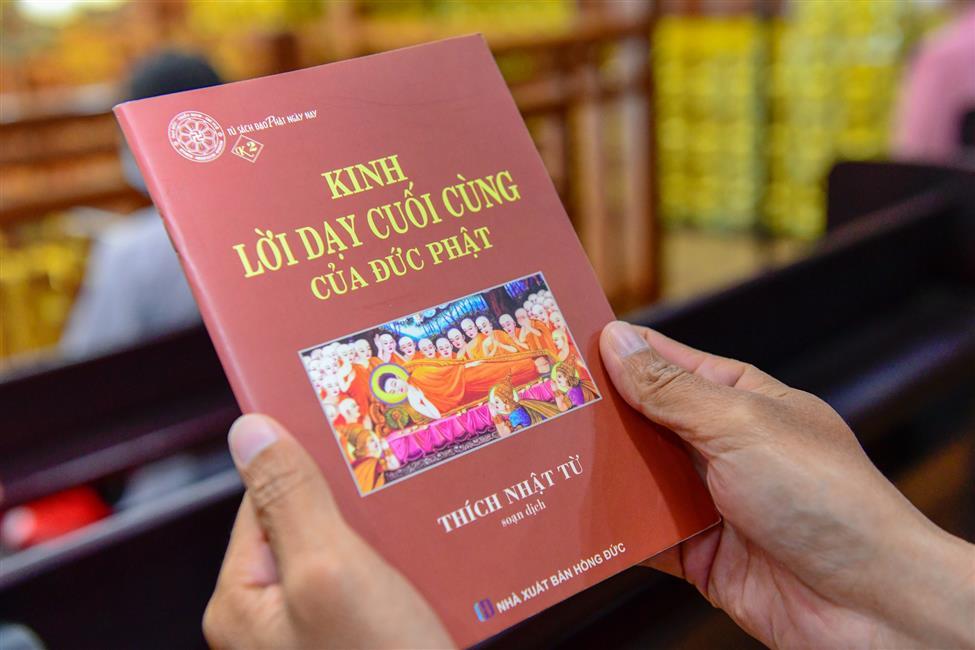 TỦ SÁCH ĐẠO PHẬT NGÀY NAY
K2
KINH
LỜI DẠY CUỐI CÙNG
CỦA ĐỨC PHẬT
THÍCH NHẬT TỪ
soạn dịch
NHÀ XUẤT BẢN HỒNG ĐỨC